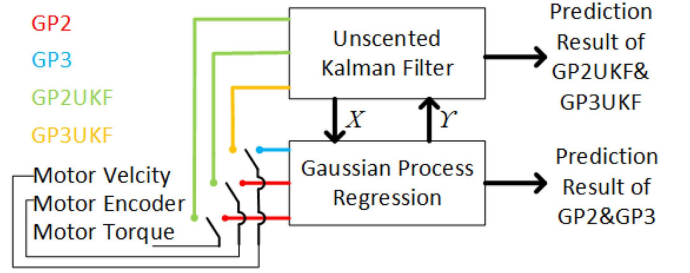 GP2
GP3
GP2UKF
GP3UKF
Motor Velcity
Motor Encoder
Motor Torque
Unscented
Kalman Filter
X
Y
Gaussian Process
Regression
Prediction
Result of
GP2UKF&
GP3UKF
Prediction
Result of
GP2&GP3